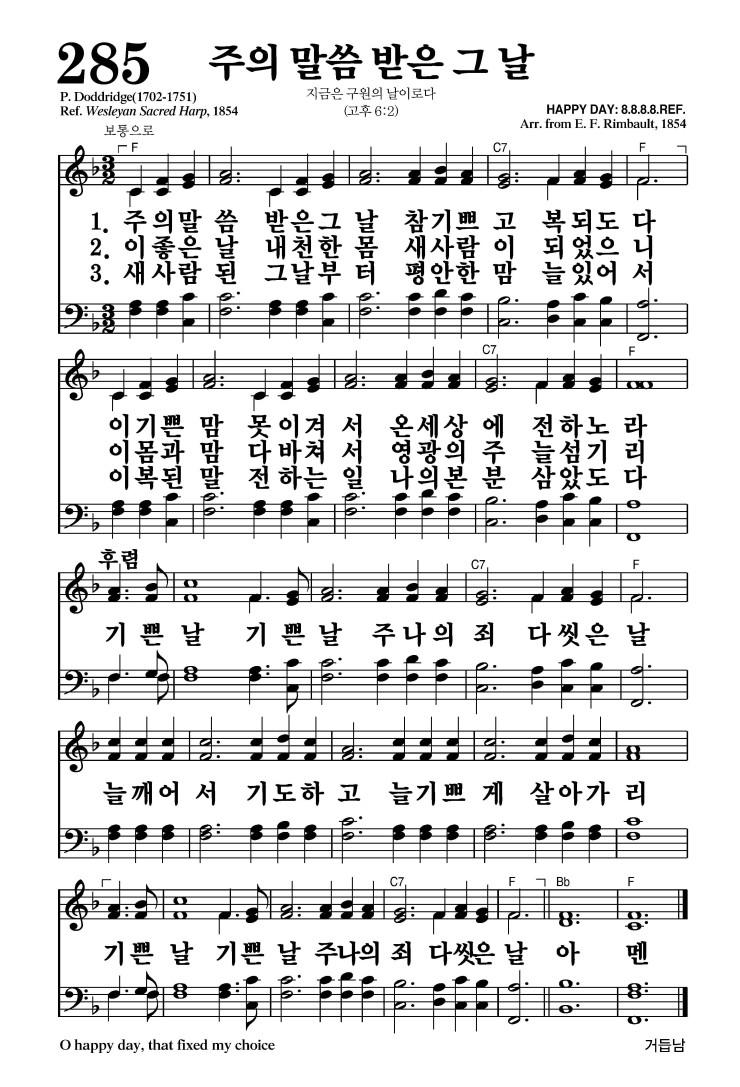 285 주의 말씀 받은 그 날
P. Doddridge(1702-1751)
지금은 구원의 날이로다
Ref. Wesleyan Sacred Harp, 1854
(고후 6:2)
HAPPY DAY: 8.8.8.8.REF.
Arr. from E. F. Rimbault, 1854
보통으로
F C7 F
1. 주의말 씀 받은그 날 참기쁘 고 복되도 다
2. 이좋은 날 내천한 몸 새사람 이 되었으 니
3. 새사람 된 그날부 터 평안한 맘 늘있어 서
C7 F
이기쁜 맘 못이겨 서 온세상 에 전하노 라
이몸과 맘 다바쳐 서 영광의 주 늘섬기 리
이복된 말 전하는 일 나의본 분 삼았도 다
후렴
C7 F
기 쁜 날 기 쁜 날 주나의 죄 다씻은 날
늘깨어 서 기도하 고 늘기쁘 게 살아가 리
C7 F Bb F
기 쁜 날 기 쁜 날 주나의 죄 다씻은 날 아 멘
O happy day, that fixed my choice
거듭남